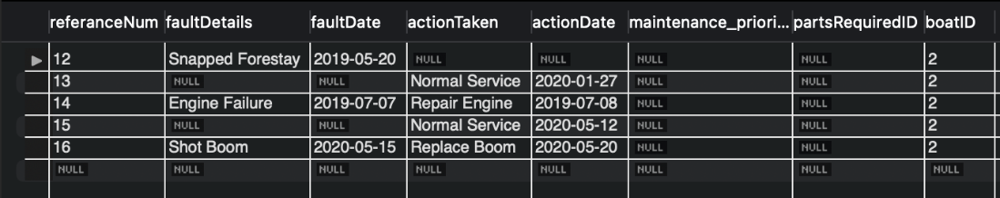 referanceNum faultDetails faultDate actionTaken actionDate maintenance_priori... partsRequiredID boatID
12 Snapped Forestay 2019-05-20 NULL NULL NULL NULL 2
13 NULL NULL Normal Service 2020-01-27 NULL NULL 2
14 Engine Failure 2019-07-07 Repair Engine 2019-07-08 NULL NULL 2
15 NULL NULL Normal Service 2020-05-12 NULL NULL 2
16 Shot Boom 2020-05-15 Replace Boom 2020-05-20 NULL NULL 2
NULL NULL NULL NULL NULL NULL NULL NULL